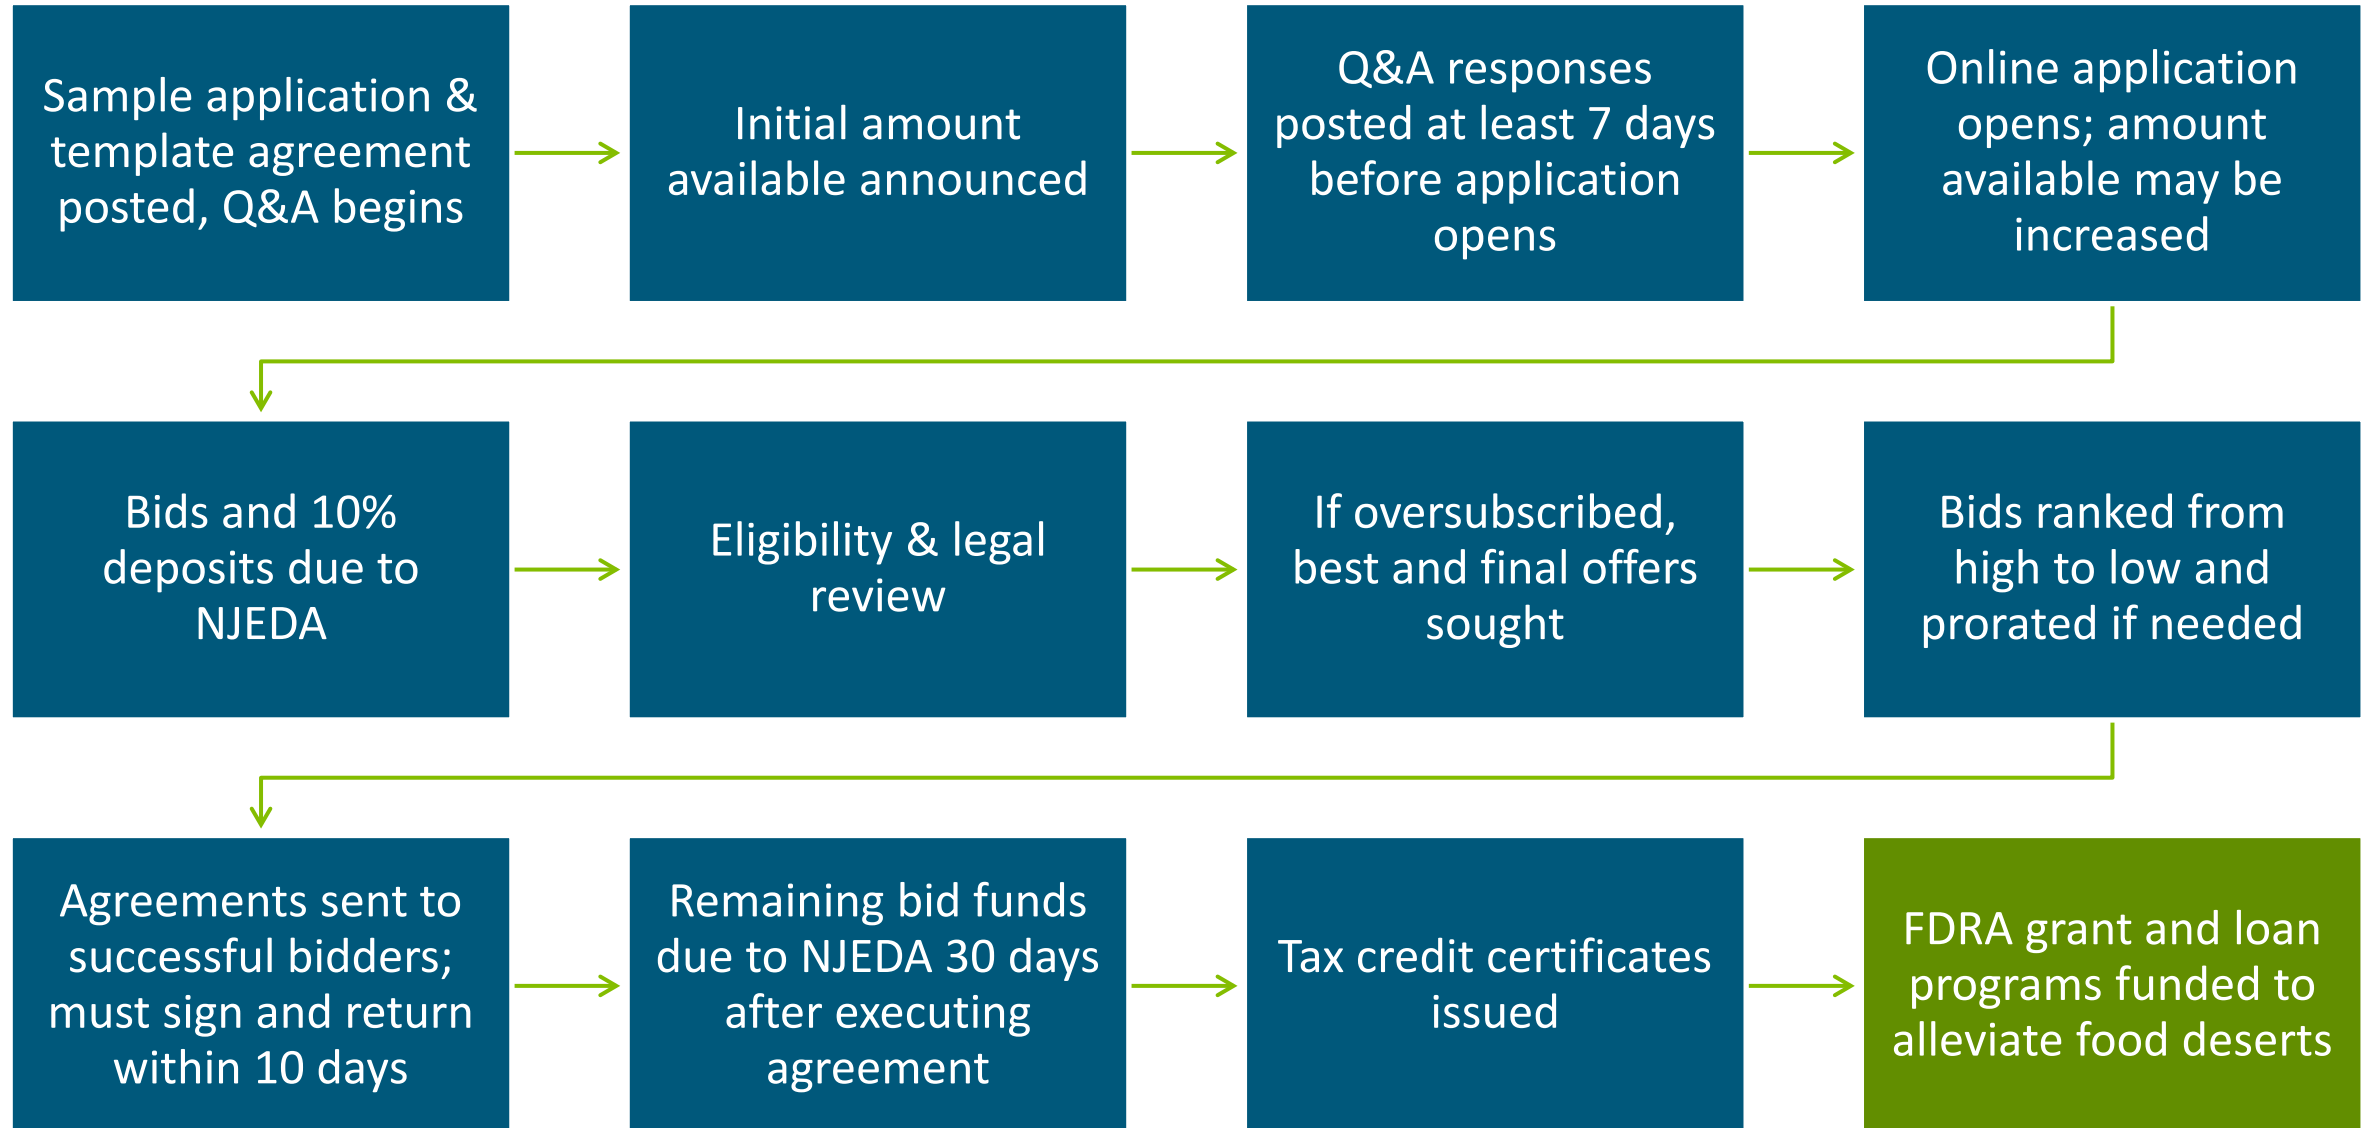 Sample application &
template agreement
posted, Q&A begins
Initial amount
available announced
Q&A responses
posted at least 7 days
before application
opens
Online application
opens; amount
available may be
increased
Bids and 10%
deposits due to
NJEDA
Eligibility & legal
review
If oversubscribed,
best and final offers
sought
Bids ranked from
high to low and
prorated if needed
Agreements sent to
successful bidders;
must sign and return
within 10 days
Remaining bid funds
due to NJEDA 30 days
after executing
agreement
Tax credit certificates
issued
FDRA grant and loan
programs funded to
alleviate food deserts